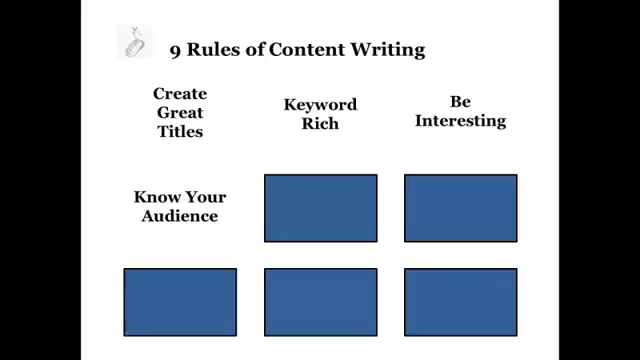 9 Rules of Content Writing
Create
Great
Titles
Keyword
Rich
Be
Interesting
Know Your
Audience